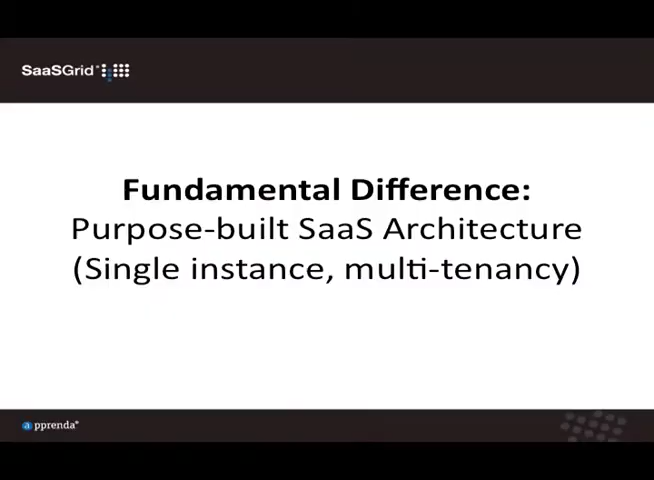 SaaSGrid
Fundamental Difference:
Purpose-built SaaS Architecture
(Single instance, multi-tenancy)
apprenda